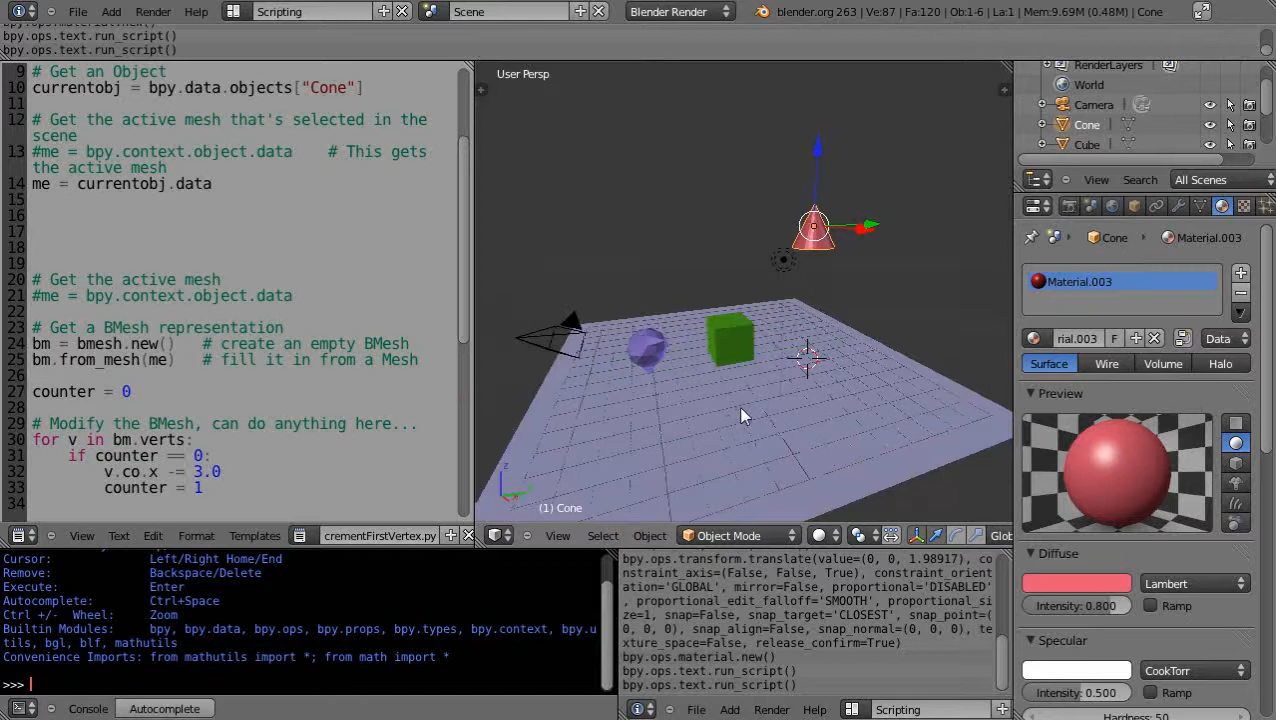 File Add Render Help Scripting Scene Blender Render blender.org 263 | Ve:87 | Fa:120 | Ob:1-6 | La:1 | Mem:9.69M (0.48M) | Cone
bpy.ops.text.run_script()
bpy.ops.text.run_script()
9 # Get an Object
10 currentobj = bpy.data.objects["Cone"]
11
12 # Get the active mesh that's selected in the
scene
13 #me = bpy.context.object.data # This gets
the active mesh
14 me = currentobj.data
15
16
17
18
19
20 # Get the active mesh
21 #me = bpy.context.object.data
22
23 # Get a BMesh representation
24 bm = bmesh.new() # create an empty BMesh
25 bm.from_mesh(me) # fill it in from a Mesh
26
27 counter = 0
28
29 # Modify the BMesh, can do anything here...
30 for v in bm.verts:
31 if counter == 0:
32 v.co.x -= 3.0
33 counter = 1
34
View Text Edit Format Templates crementFirstVertex.py
User Persp
z
(1) Cone
View Select Object Object Mode Glob
RenderLayers
World
Camera
Cone
Cube
View Search All Scenes
Cone Material.003
Material.003
rial.003 F Data
Surface Wire Volume Halo
Preview
Diffuse
Lambert
Intensity: 0.800 Ramp
Specular
CookTorr
Intensity: 0.500 Ramp
Hardness: 50
Cursor: Left/Right Home/End
Remove: Backspace/Delete
Execute: Enter
Autocomplete: Ctrl+Space
Ctrl +/- Wheel: Zoom
Builtin Modules: bpy, bpy.data, bpy.ops, bpy.props, bpy.types, bpy.context, bpy.u
tils, bgl, blf, mathutils
Convenience Imports: from mathutils import *; from math import *
>>>
Console Autocomplete
bpy.ops.transform.translate(value=(0, 0, 1.98917), co
nstraint_axis=(False, False, True), constraint_orient
ation='GLOBAL', mirror=False, proportional='DISABLED'
, proportional_edit_falloff='SMOOTH', proportional_si
ze=1, snap=False, snap_target='CLOSEST', snap_point=(
0, 0, 0), snap_align=False, snap_normal=(0, 0, 0), te
xture_space=False, release_confirm=True)
bpy.ops.material.new()
bpy.ops.text.run_script()
bpy.ops.text.run_script()
File Add Render Help Scripting